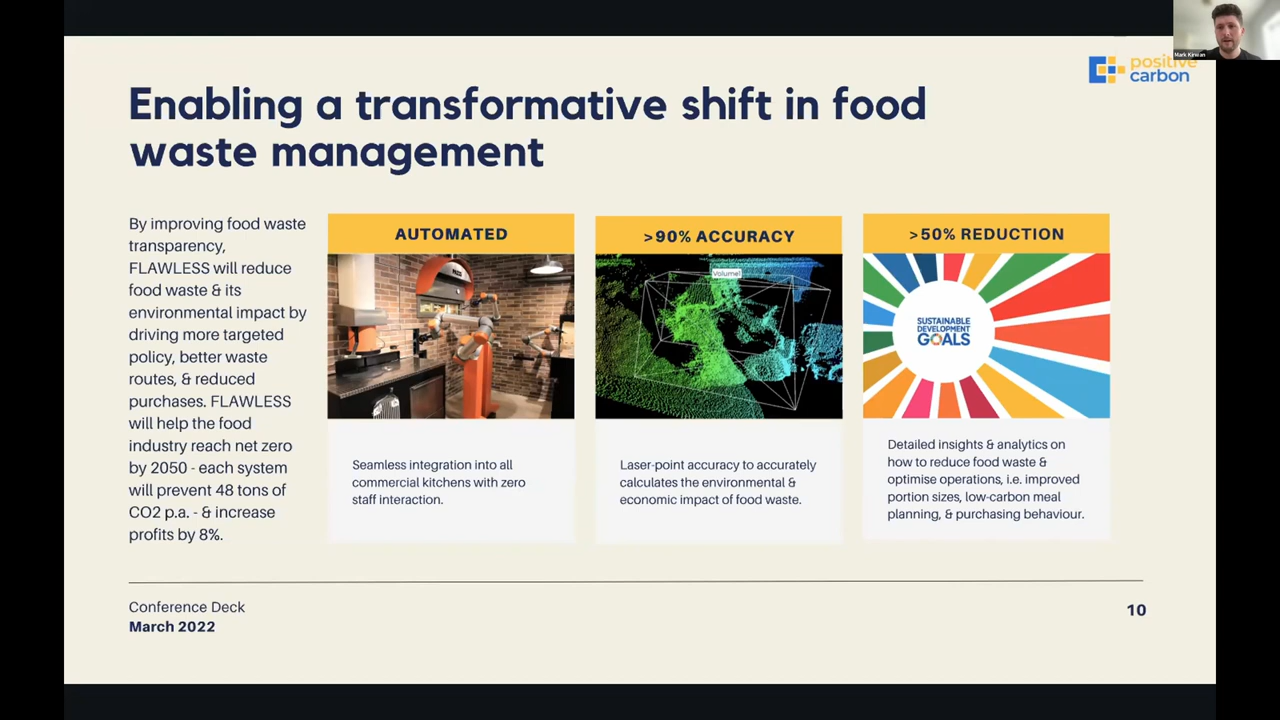 Mark Kirwan
positive
carbon
Enabling a transformative shift in food
waste management
By improving food waste
transparency,
FLAWLESS will reduce
food waste & its
environmental impact by
driving more targeted
policy, better waste
routes, & reduced
purchases. FLAWLESS
will help the food
industry reach net zero
by 2050 - each system
will prevent 48 tons of
CO2 p.a. - & increase
profits by 8%.
AUTOMATED
Seamless integration into all
commercial kitchens with zero
staff interaction.
>90% ACCURACY
Volume1
Laser-point accuracy to accurately
calculates the environmental &
economic impact of food waste.
>50% REDUCTION
SUSTAINABLE
DEVELOPMENT
GOALS
Detailed insights & analytics on
how to reduce food waste &
optimise operations, i.e. improved
portion sizes, low-carbon meal
planning, & purchasing behaviour.
Conference Deck
March 2022
10